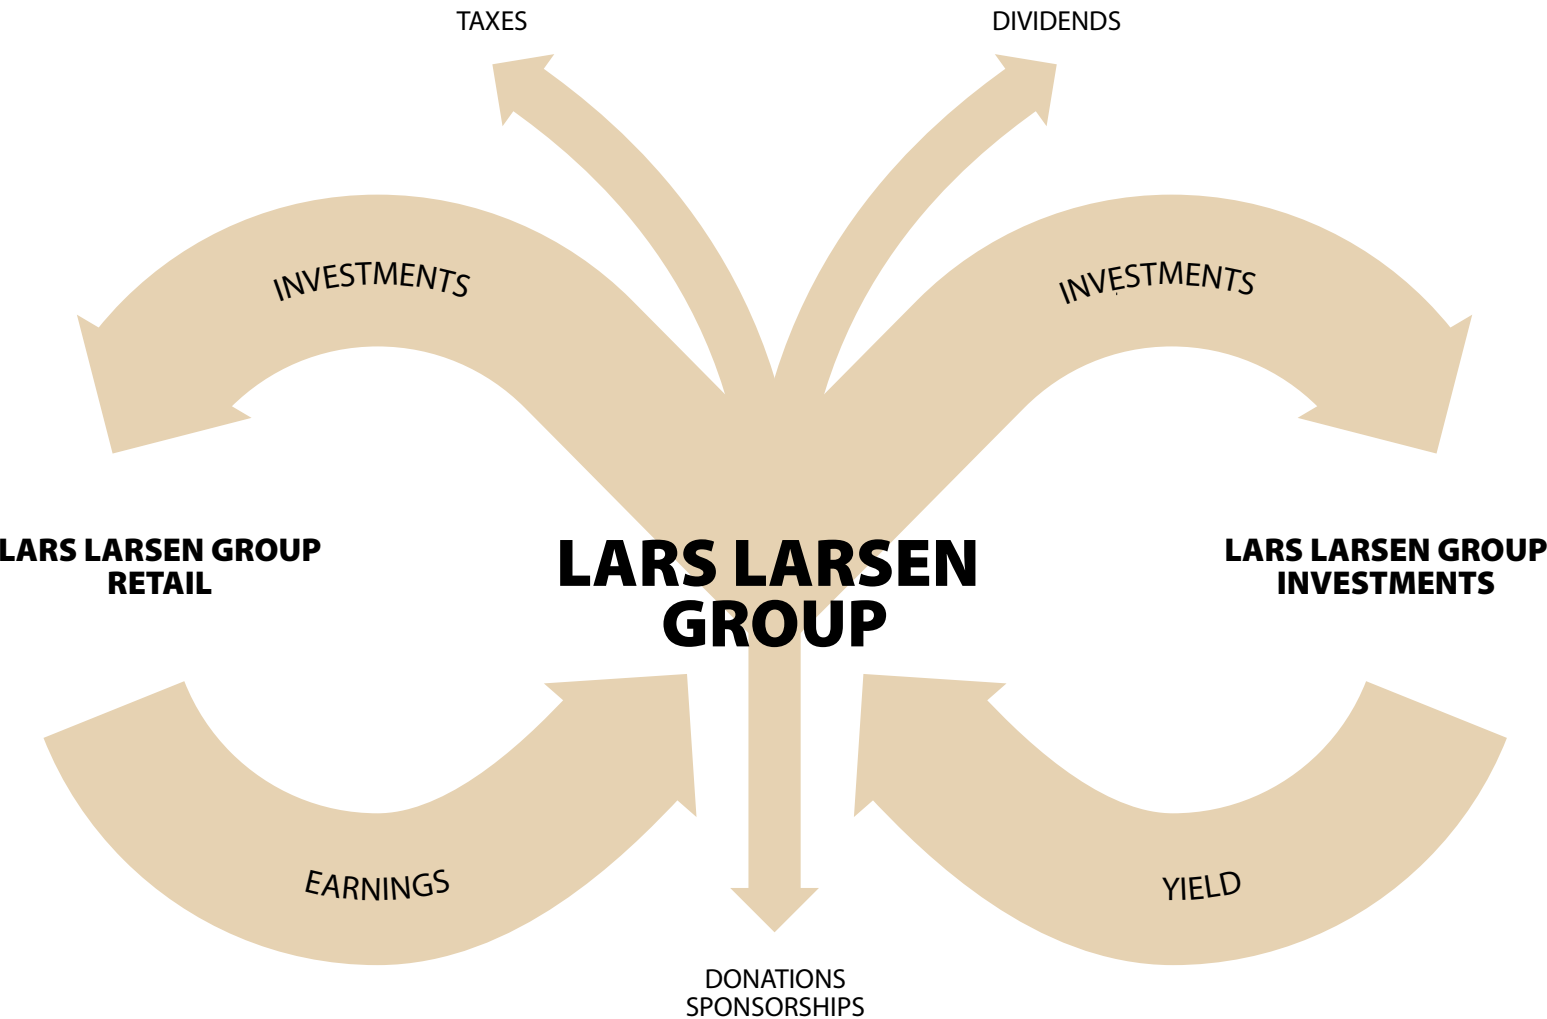 TAXES
DIVIDENDS
INVESTMENTS
INVESTMENTS
LARS LARSEN GROUP
RETAIL
LARS LARSEN
GROUP
LARS LARSEN GROUP
INVESTMENTS
EARNINGS
YIELD
DONATIONS
SPONSORSHIPS